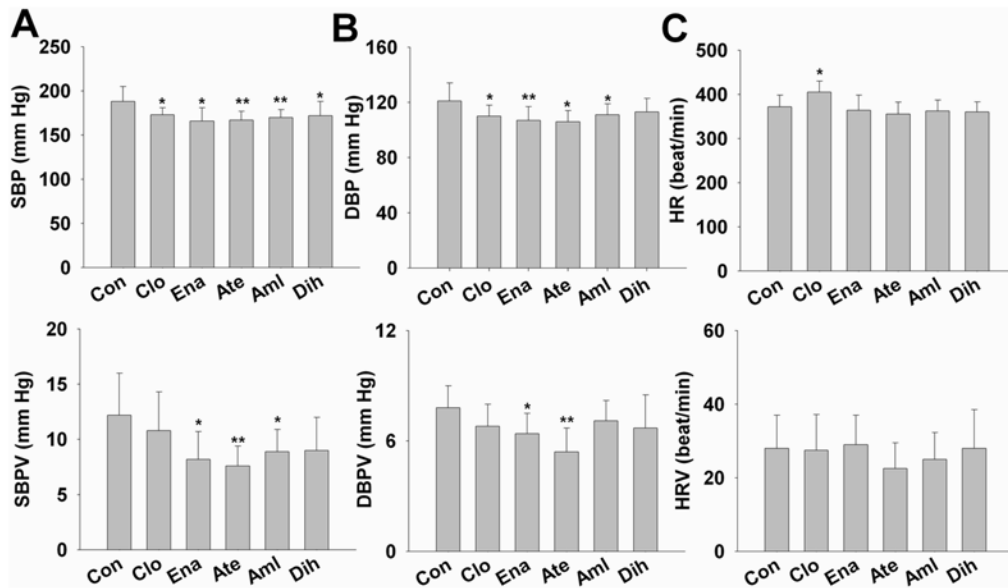 A
SBP (mm Hg)
250
200
150
100
50
0
* * ** ** *
Con Clo Ena Ate Aml Dih
B
DBP (mm Hg)
160
120
80
40
0
* ** * *
Con Clo Ena Ate Aml Dih
C
HR (beat/min)
500
400
300
200
100
0
*
Con Clo Ena Ate Aml Dih
SBPV (mm Hg)
20
15
10
5
0
* ** *
Con Clo Ena Ate Aml Dih
DBPV (mm Hg)
12
6
0
* **
Con Clo Ena Ate Aml Dih
HRV (beat/min)
60
40
20
0
Con Clo Ena Ate Aml Dih